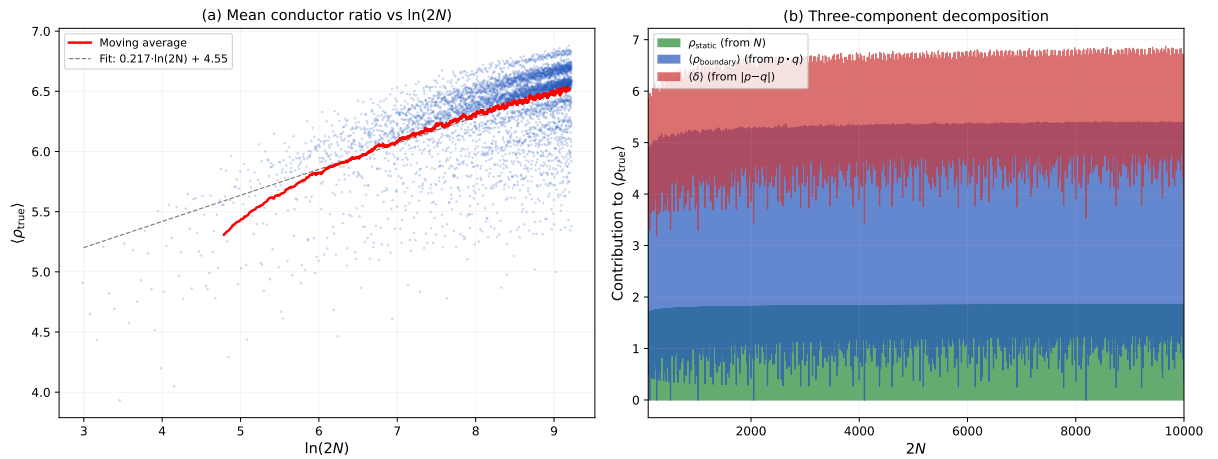 (a) Mean conductor ratio vs ln(2N)
Moving average
Fit: 0.217·ln(2N) + 4.55
7.0
6.5
6.0
5.5
5.0
4.5
4.0
⟨ρtrue⟩
3 4 5 6 7 8 9
ln(2N)
(b) Three-component decomposition
ρstatic (from N)
⟨ρboundary⟩ (from p·q)
⟨δ⟩ (from |p−q|)
7
6
5
4
3
2
1
0
Contribution to ⟨ρtrue⟩
2000 4000 6000 8000 10000
2N